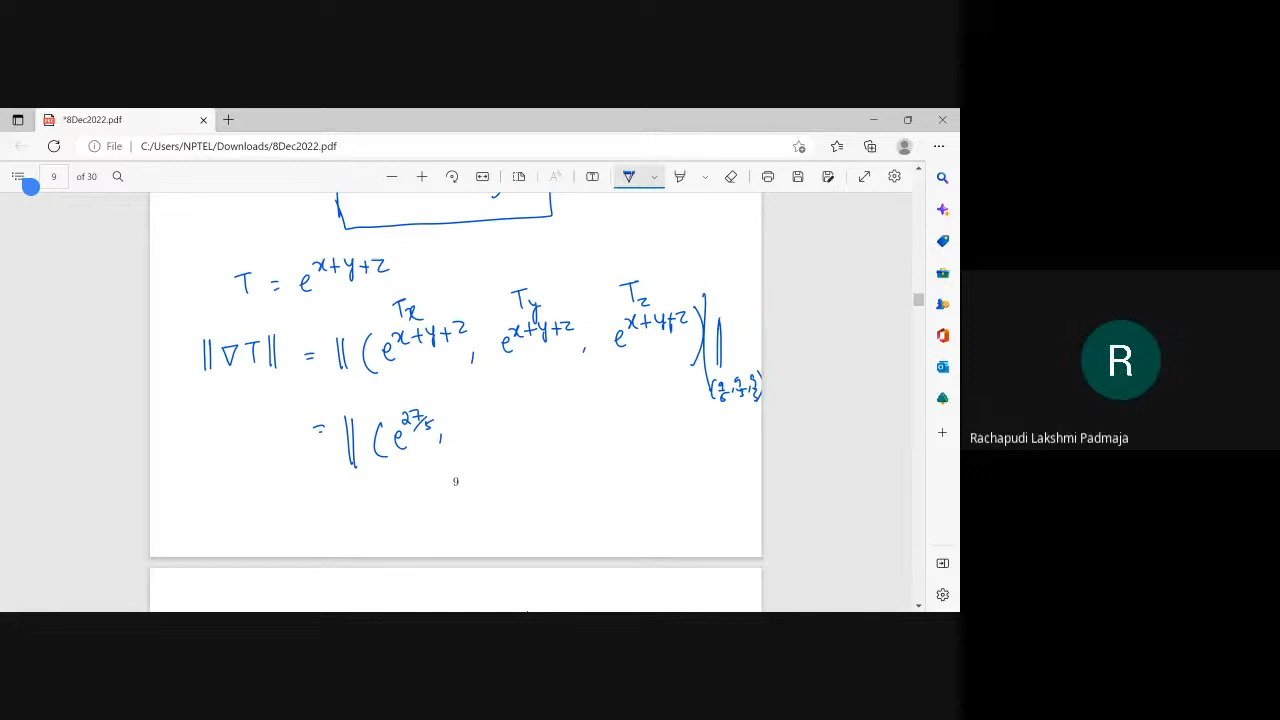 *8Dec2022.pdf
File C:/Users/NPTEL/Downloads/8Dec2022.pdf
9 of 30
T = e^{x+y+z}
T_x T_y T_z
‖∇T‖ = ‖(e^{x+y+z}, e^{x+y+z}, e^{x+y+z})|‖
= ‖(e^{27/5},
9
R
Rachapudi Lakshmi Padmaja